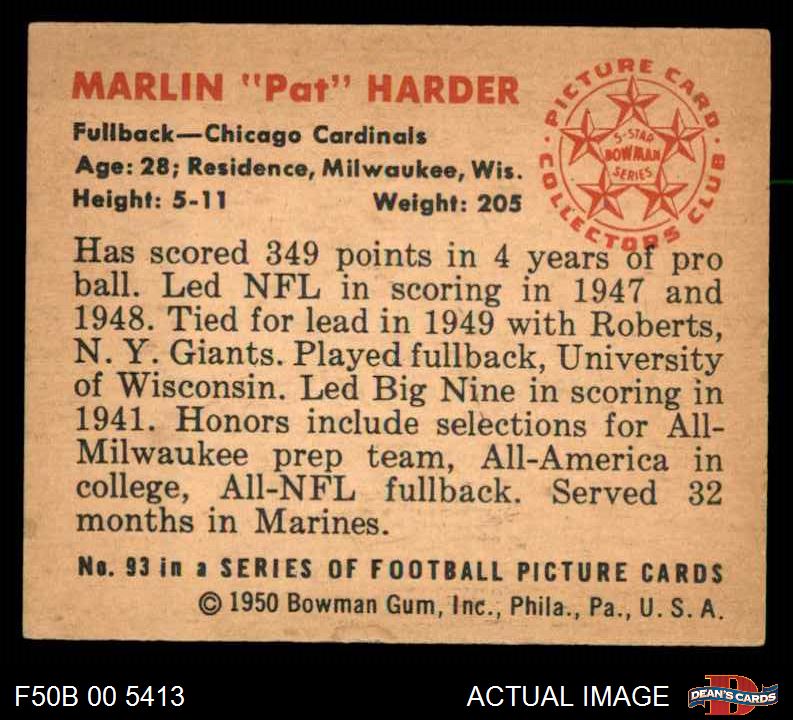 MARLIN "Pat" HARDER
Fullback—Chicago Cardinals
Age: 28; Residence, Milwaukee, Wis.
Height: 5-11 Weight: 205
PICTURE CARD
COLLECTORS CLUB
5-STAR
BOWMAN
SERIES
Has scored 349 points in 4 years of pro
ball. Led NFL in scoring in 1947 and
1948. Tied for lead in 1949 with Roberts,
N. Y. Giants. Played fullback, University
of Wisconsin. Led Big Nine in scoring in
1941. Honors include selections for All-
Milwaukee prep team, All-America in
college, All-NFL fullback. Served 32
months in Marines.
No. 93 in a SERIES OF FOOTBALL PICTURE CARDS
© 1950 Bowman Gum, Inc., Phila., Pa., U. S. A.
F50B 00 5413
ACTUAL IMAGE
D
DEAN'S CARDS